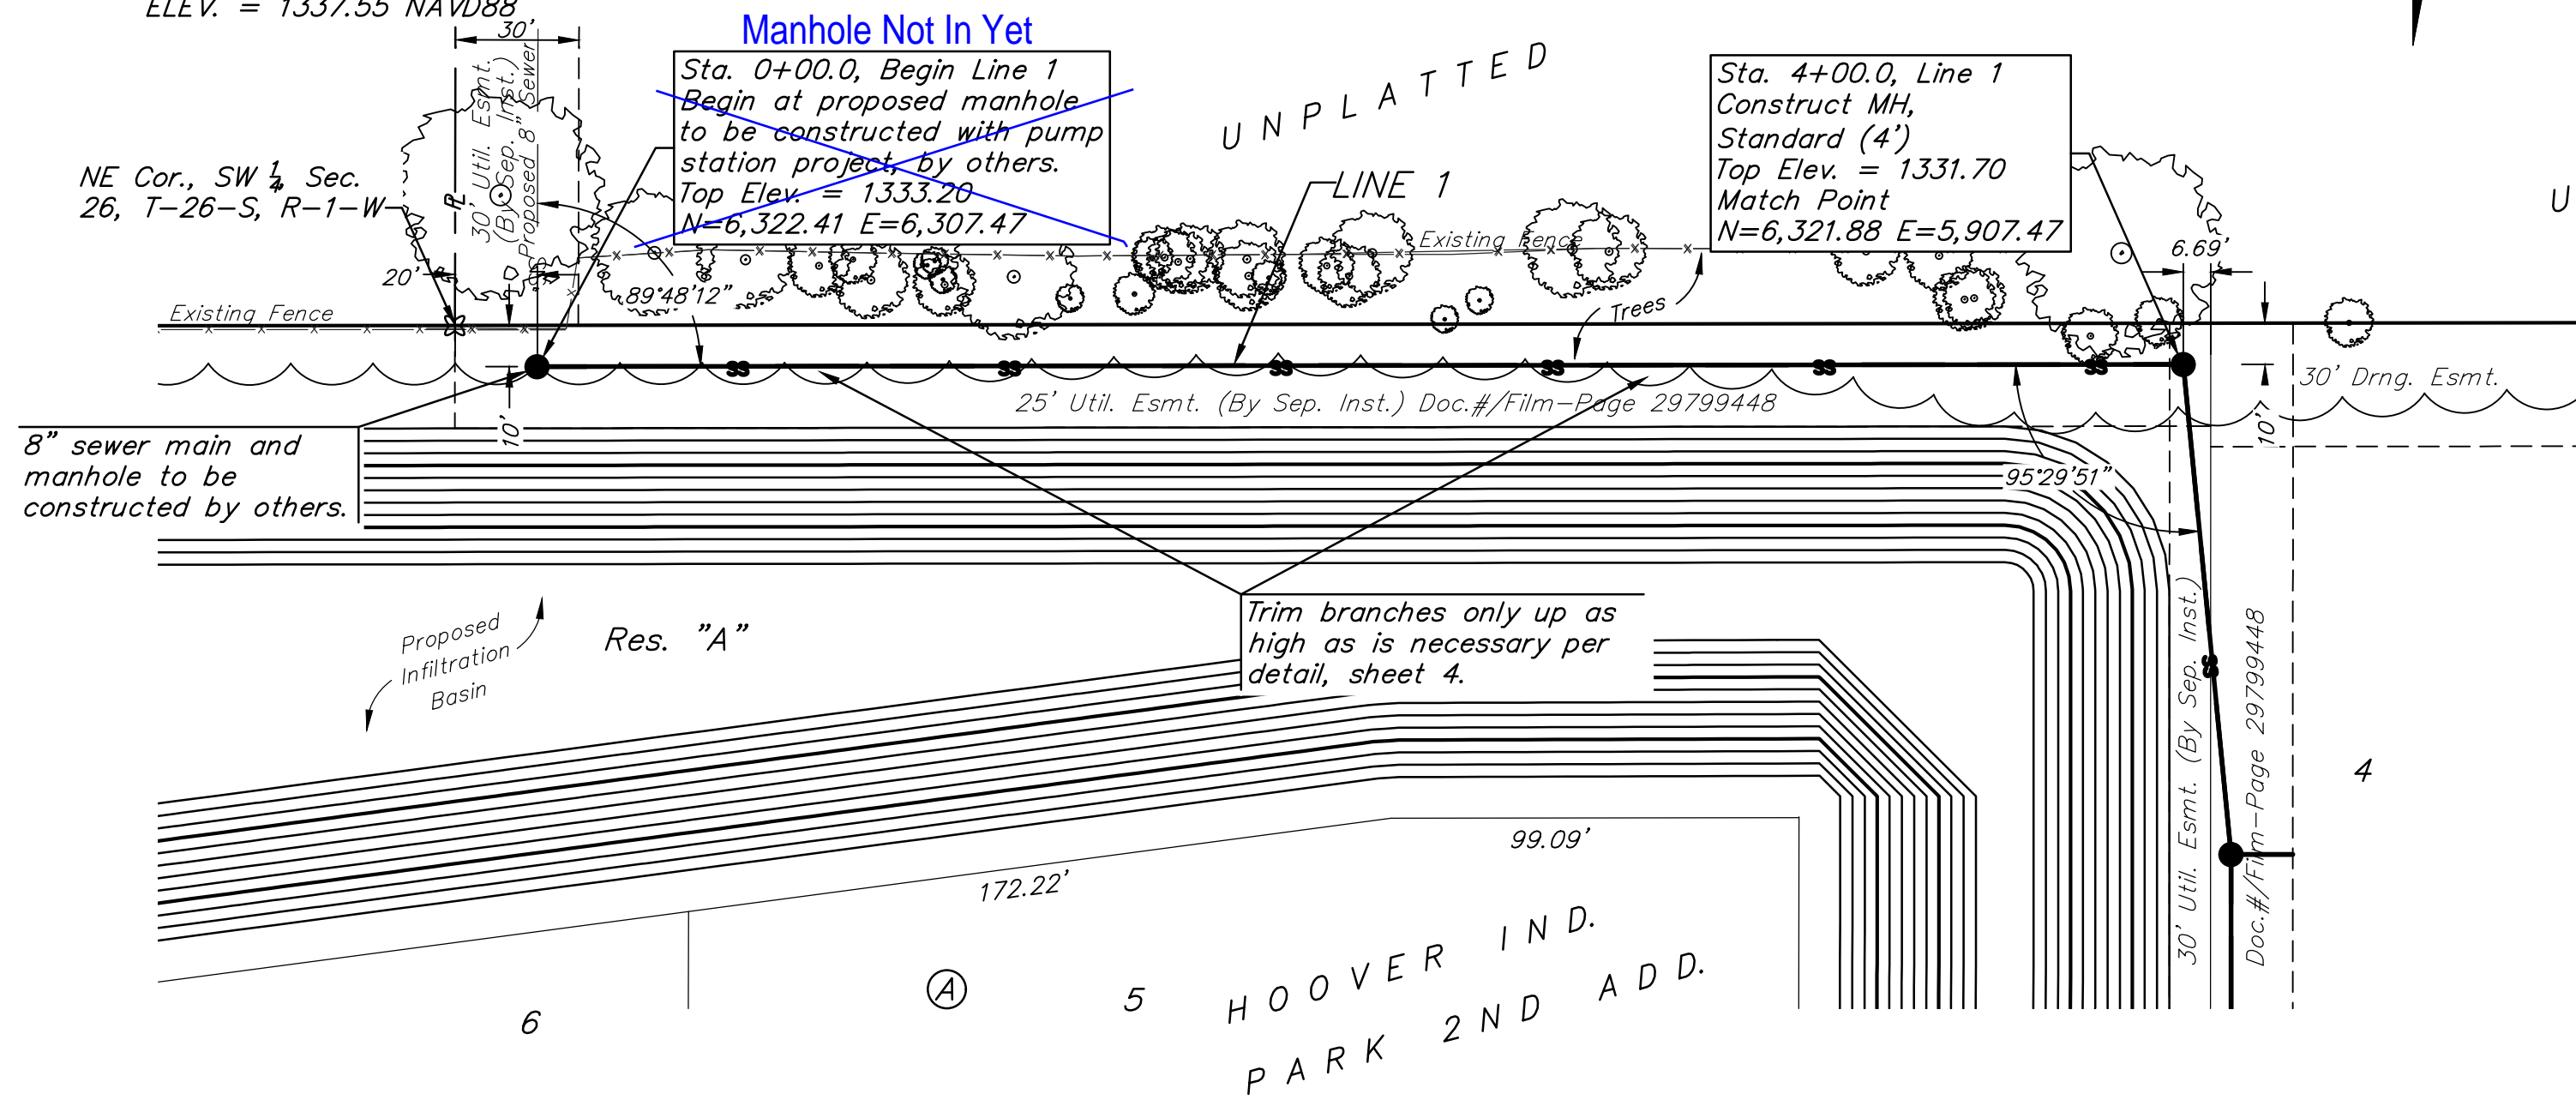 ELEV. = 1337.55 NAVD88
30'
Manhole Not In Yet
30' Util. Esmt.
(By Sep. Inst.)
Proposed 8" Sewer
Sta. 0+00.0, Begin Line 1
Begin at proposed manhole
to be constructed with pump
station project, by others.
Top Elev. = 1333.20
N=6,322.41 E=6,307.47
UNPLATTED
Sta. 4+00.0, Line 1
Construct MH,
Standard (4')
Top Elev. = 1331.70
Match Point
N=6,321.88 E=5,907.47
NE Cor., SW 1/4, Sec.
26, T-26-S, R-1-W
PL
LINE 1
U
Existing Fence
6.69'
20'
89°48'12"
Trees
Existing Fence
SS SS SS SS SS SS
30' Drng. Esmt.
25' Util. Esmt. (By Sep. Inst.) Doc.#/Film-Page 29799448
10'
10'
8" sewer main and
manhole to be
constructed by others.
95°29'51"
Trim branches only up as
high as is necessary per
detail, sheet 4.
Proposed
Infiltration
Basin
Res. "A"
SS
30' Util. Esmt. (By Sep. Inst.)
Doc.#/Film-Page 29799448
4
99.09'
172.22'
HOOVER IND.
PARK 2ND ADD.
A
5
6